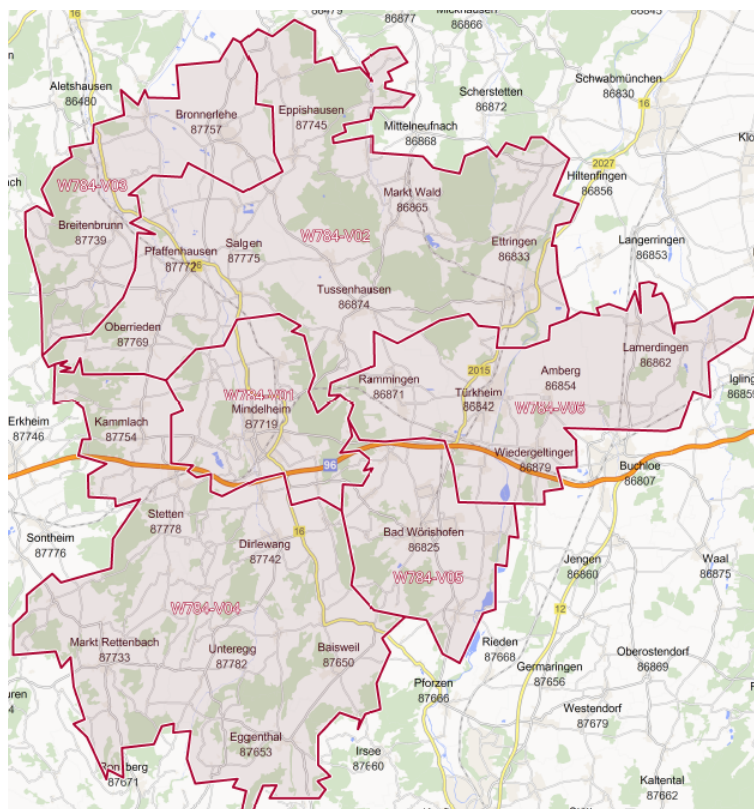 86479
86877
Mickhausen
86866
86845
16
Aletshausen
86480
Schwabmünchen
86830
16
Scherstetten
86872
Eppishausen
87745
Bronnerlehe
87757
Mittelneufnach
86868
2027
Hiltenfingen
86856
W784-V03
Markt Wald
86865
Breitenbrunn
87739
W784-V02
Ettringen
86833
Langerringen
86853
Salgen
87775
Pfaffenhausen
87772
Tussenhausen
86874
Oberrieden
87769
Lamerdingen
86862
Amberg
86854
2015
Rammingen
86871
Türkheim
86842
W784-V01
Mindelheim
87719
W784-V06
Igling
86859
Erkheim
87746
Kammlach
87754
Wiedergeltingen
86879
Buchloe
86807
96
Stetten
87778
16
Sontheim
87776
Dirlewang
87742
Bad Wörishofen
86825
Jengen
86860
Waal
86875
W784-V05
W784-V04
12
Markt Rettenbach
87733
Unteregg
87782
Baisweil
87650
Rieden
87668
Germaringen
87656
Oberostendorf
86869
Pforzen
87666
Westendorf
87679
Eggenthal
87653
Irsee
87660
87671
Kaltental
87662